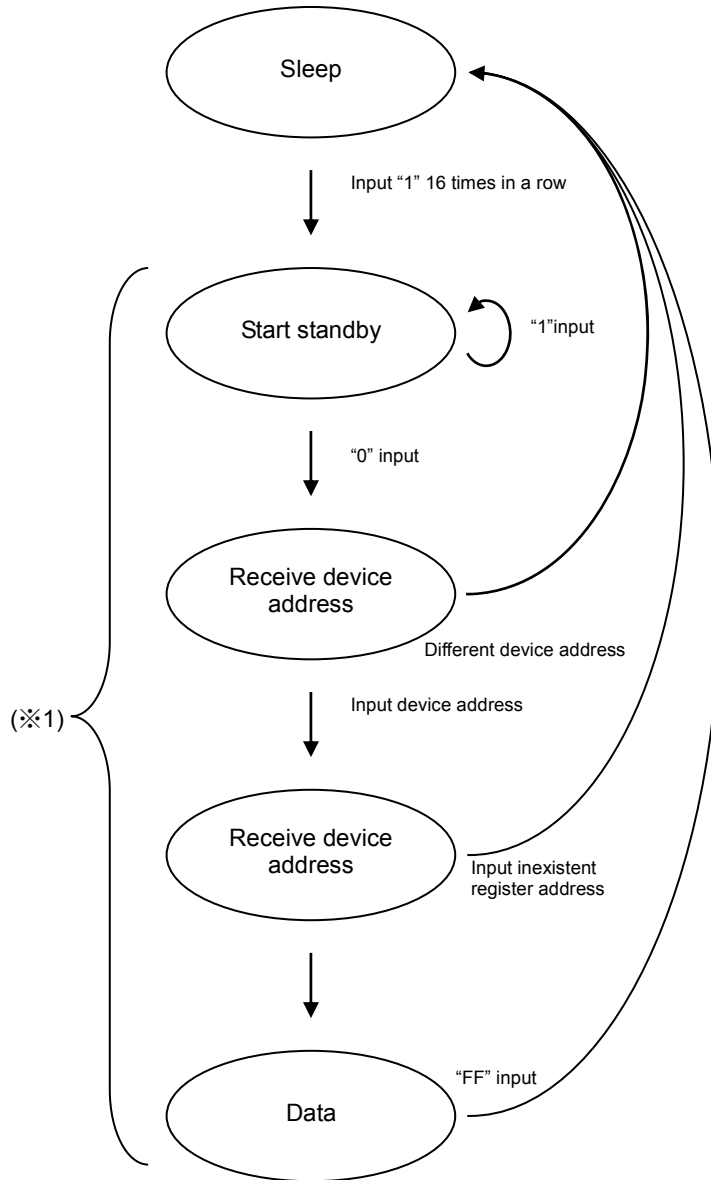 Sleep
Input “1” 16 times in a row
Start standby
“1”input
“0” input
Receive device
address
Different device address
Input device address
(※1)
Receive device
address
Input inexistent
register address
“FF” input
Data